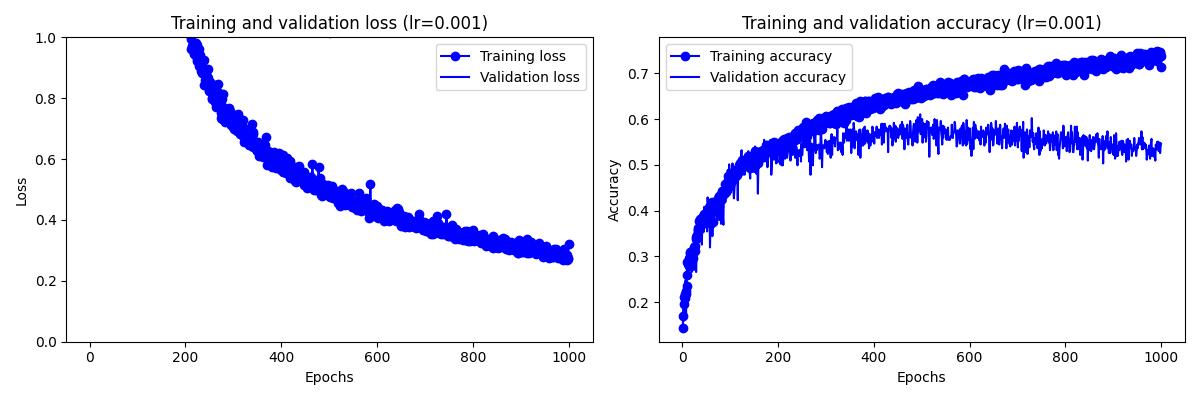 Training and validation loss (lr=0.001)
1.0
0.8
0.6
0.4
0.2
0.0
Loss
0 200 400 600 800 1000
Epochs
Training loss
Validation loss
Training and validation accuracy (lr=0.001)
0.7
0.6
0.5
0.4
0.3
0.2
Accuracy
0 200 400 600 800 1000
Epochs
Training accuracy
Validation accuracy